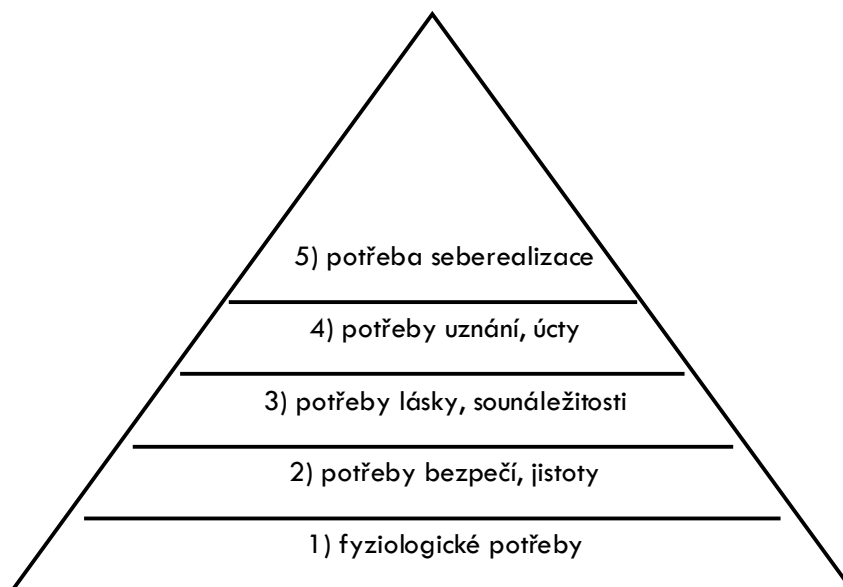 5) potřeba seberealizace
4) potřeby uznání, úcty
3) potřeby lásky, sounáležitosti
2) potřeby bezpečí, jistoty
1) fyziologické potřeby